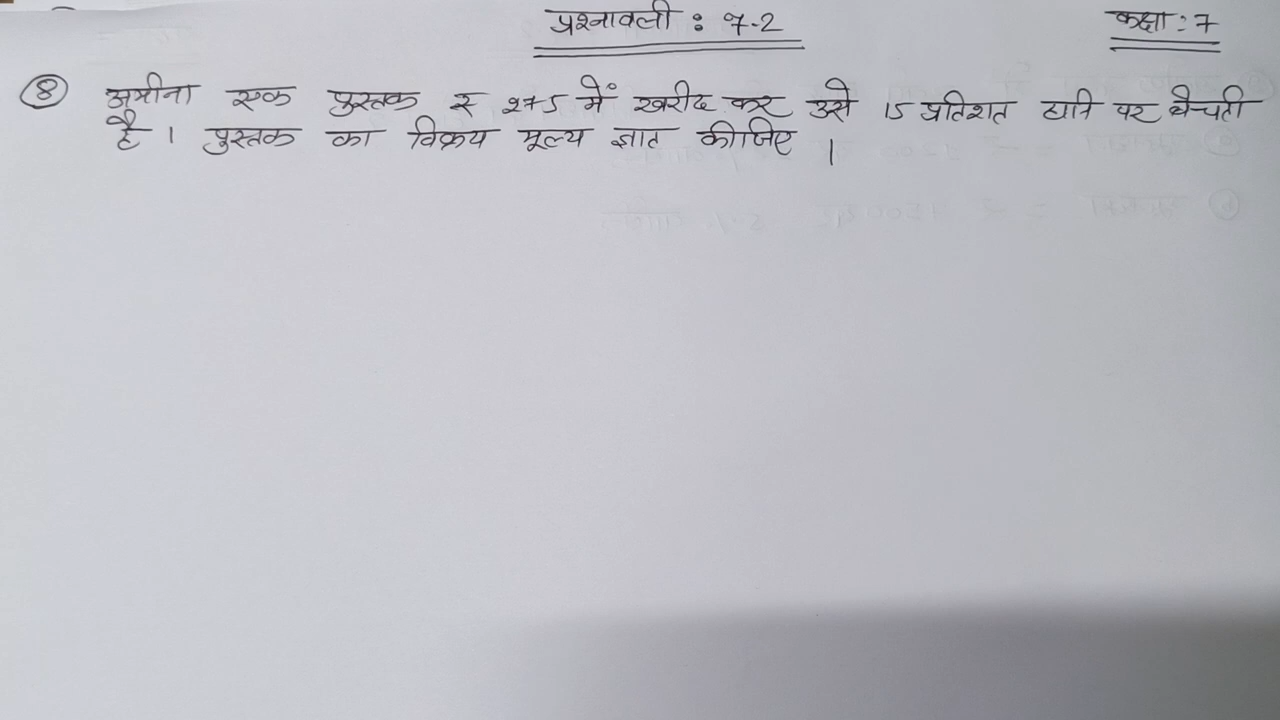 प्रश्नावली : 7.2
कक्षा : 7
8 अमीना एक पुस्तक ₹ 275 में खरीद कर उसे 15 प्रतिशत हानि पर बेचती
है । पुस्तक का विक्रय मूल्य ज्ञात कीजिए ।